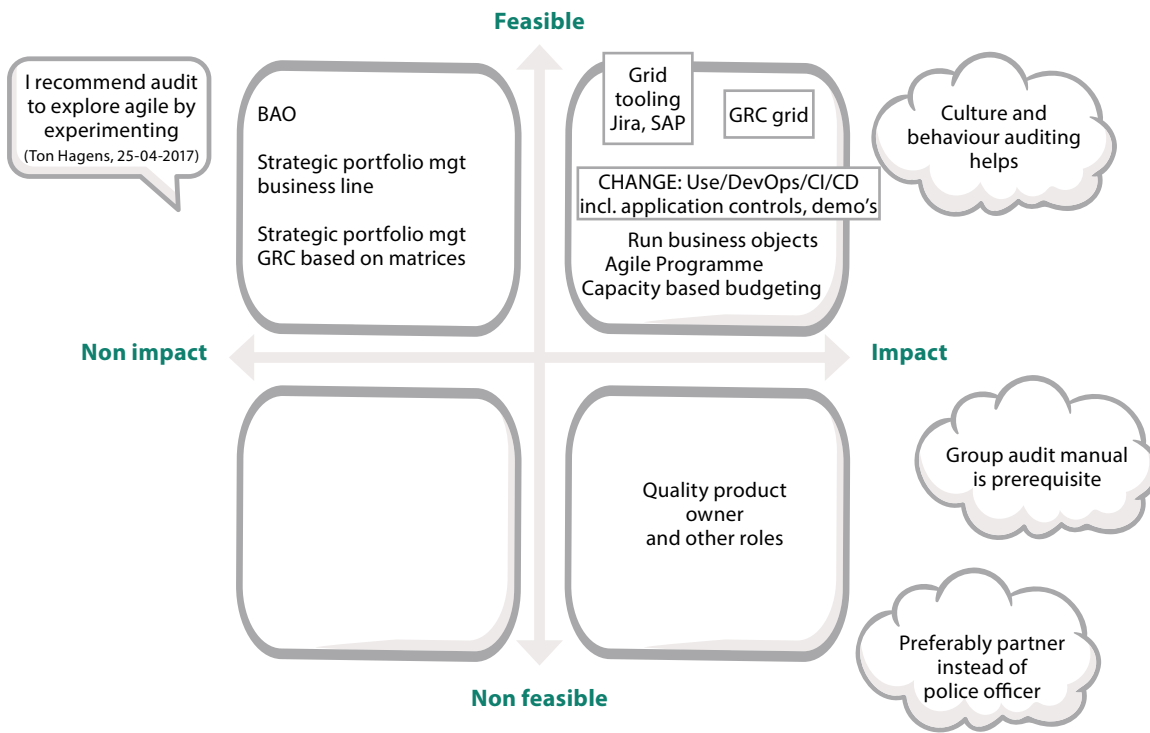 Feasible
I recommend audit
to explore agile by
experimenting
(Ton Hagens, 25-04-2017)
BAO
Strategic portfolio mgt
business line
Strategic portfolio mgt
GRC based on matrices
Grid
tooling
Jira, SAP
GRC grid
CHANGE: Use/DevOps/CI/CD
incl. application controls, demo's
Run business objects
Agile Programme
Capacity based budgeting
Culture and
behaviour auditing
helps
Non impact
Impact
Quality product
owner
and other roles
Group audit manual
is prerequisite
Preferably partner
instead of
police officer
Non feasible